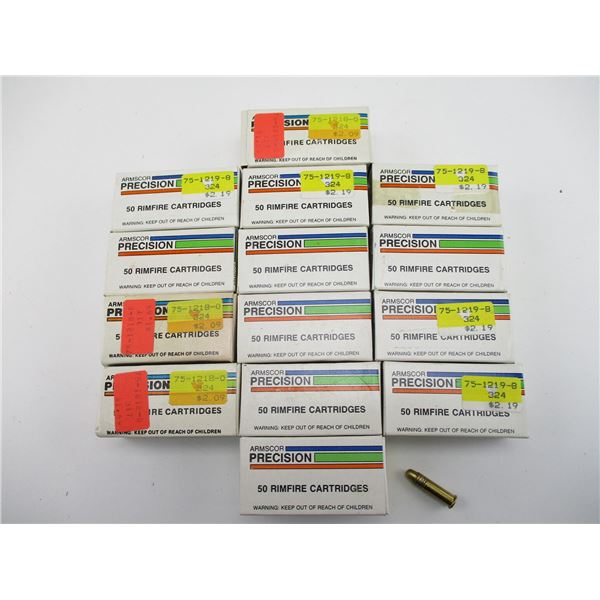 PRECISION
75-1218-0
324
$2.09
RIMFIRE CARTRIDGES
WARNING: KEEP OUT OF REACH OF CHILDREN
ARMSCOR
PRECISION
75-1219-8
324
$2.19
50 RIMFIRE CARTRIDGES
WARNING: KEEP OUT OF REACH OF CHILDREN
ARMSCOR
PRECISION
75-1219-8
324
$2.19
50 RIMFIRE CARTRIDGES
WARNING: KEEP OUT OF REACH OF CHILDREN
ARMSCOR
PRECISION
75-1219-8
324
$2.19
50 RIMFIRE CARTRIDGES
WARNING: KEEP OUT OF REACH OF CHILDREN
ARMSCOR
PRECISION
50 RIMFIRE CARTRIDGES
WARNING: KEEP OUT OF REACH OF CHILDREN
ARMSCOR
PRECISION
50 RIMFIRE CARTRIDGES
WARNING: KEEP OUT OF REACH OF CHILDREN
ARMSCOR
PRECISION
50 RIMFIRE CARTRIDGES
WARNING: KEEP OUT OF REACH OF CHILDREN
75-1218-0
324
$2.09
CARTRIDGES
WARNING: KEEP OUT OF REACH OF CHILDREN
ARMSCOR
PRECISION
50 RIMFIRE CARTRIDGES
WARNING: KEEP OUT OF REACH OF CHILDREN
ARMSCOR
PRECISION
75-1219-8
324
$2.19
50 RIMFIRE CARTRIDGES
WARNING: KEEP OUT OF REACH OF CHILDREN
75-1218-0
324
$2.09
CARTRIDGES
WARNING: KEEP OUT OF REACH OF CHILDREN
ARMSCOR
PRECISION
50 RIMFIRE CARTRIDGES
WARNING: KEEP OUT OF REACH OF CHILDREN
ARMSCOR
PRECISION
75-1219-8
324
$2.19
50 RIMFIRE CARTRIDGES
WARNING: KEEP OUT OF REACH OF CHILDREN
ARMSCOR
PRECISION
50 RIMFIRE CARTRIDGES
WARNING: KEEP OUT OF REACH OF CHILDREN